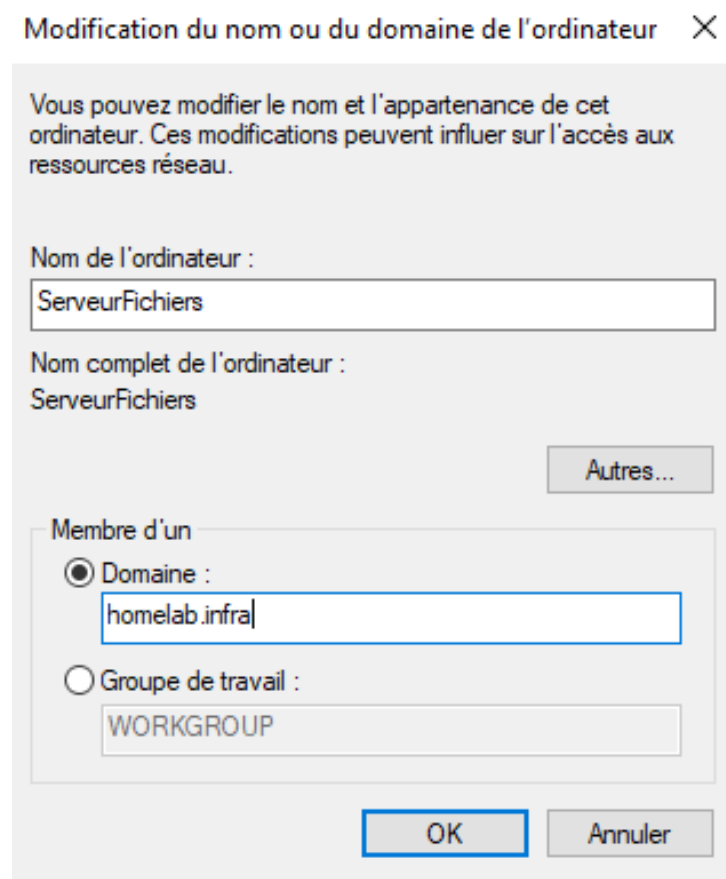 Modification du nom ou du domaine de l'ordinateur
Vous pouvez modifier le nom et l'appartenance de cet
ordinateur. Ces modifications peuvent influer sur l'accès aux
ressources réseau.
Nom de l'ordinateur :
ServeurFichiers
Nom complet de l'ordinateur :
ServeurFichiers
Autres...
Membre d'un
Domaine :
homelab.infra
Groupe de travail :
WORKGROUP
OK
Annuler